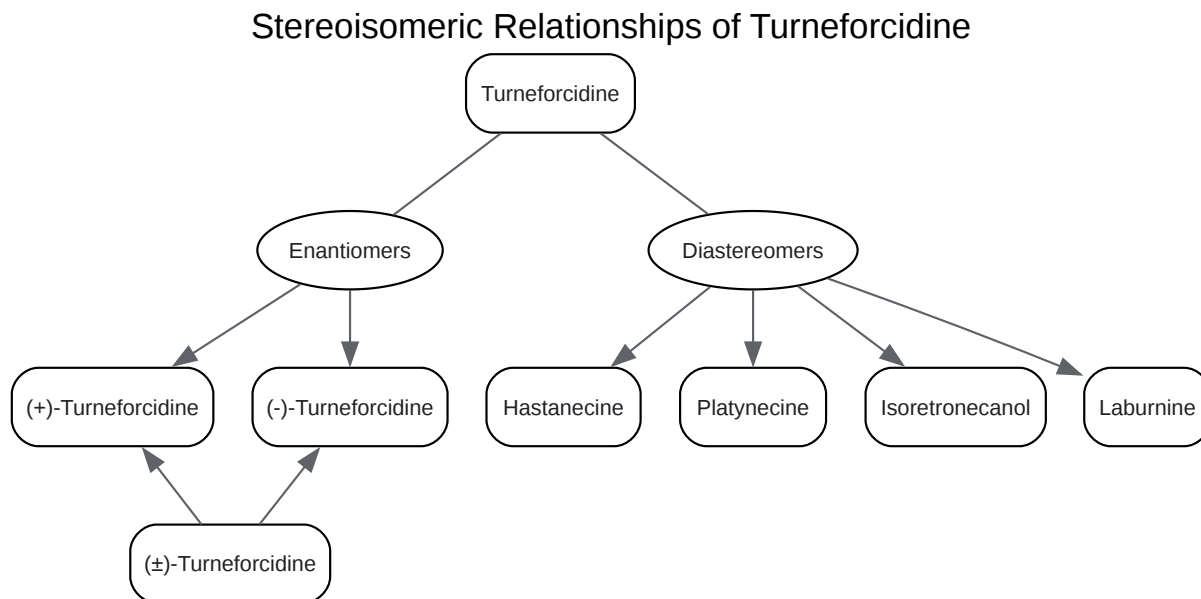 Stereoisomeric Relationships of Turneforcidine
Turneforcidine
Enantiomers
Diastereomers
(+)-Turneforcidine
(-)-Turneforcidine
Hastanecine
Platynecine
Isoretronecanol
Laburnine
(±)-Turneforcidine